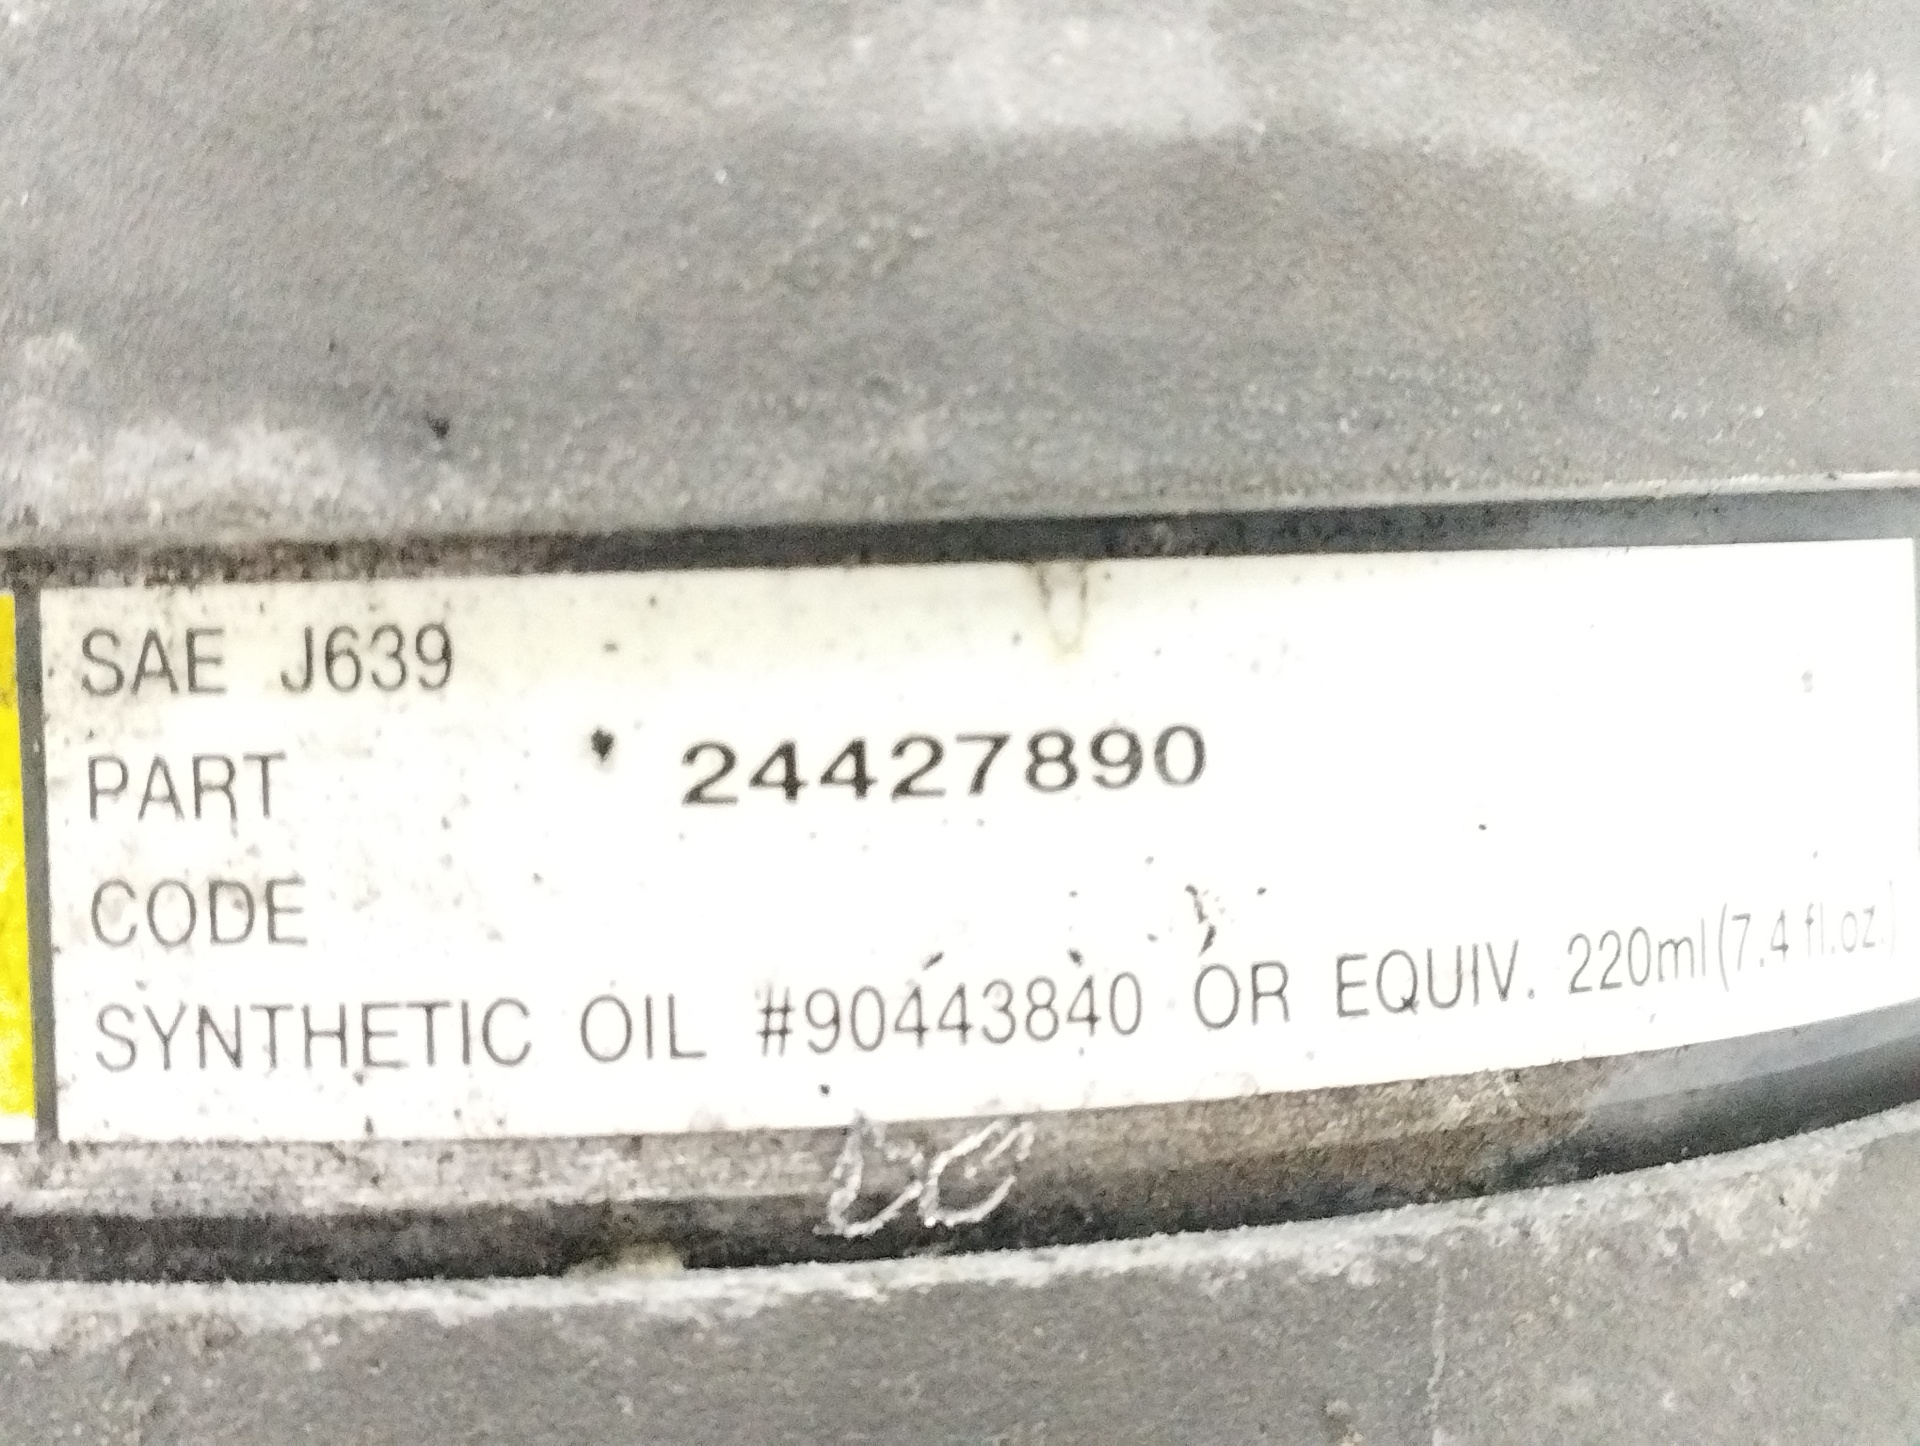 SAE J639
PART 24427890
CODE
SYNTHETIC OIL #90443840 OR EQUIV. 220ml(7.4 fl.oz.)